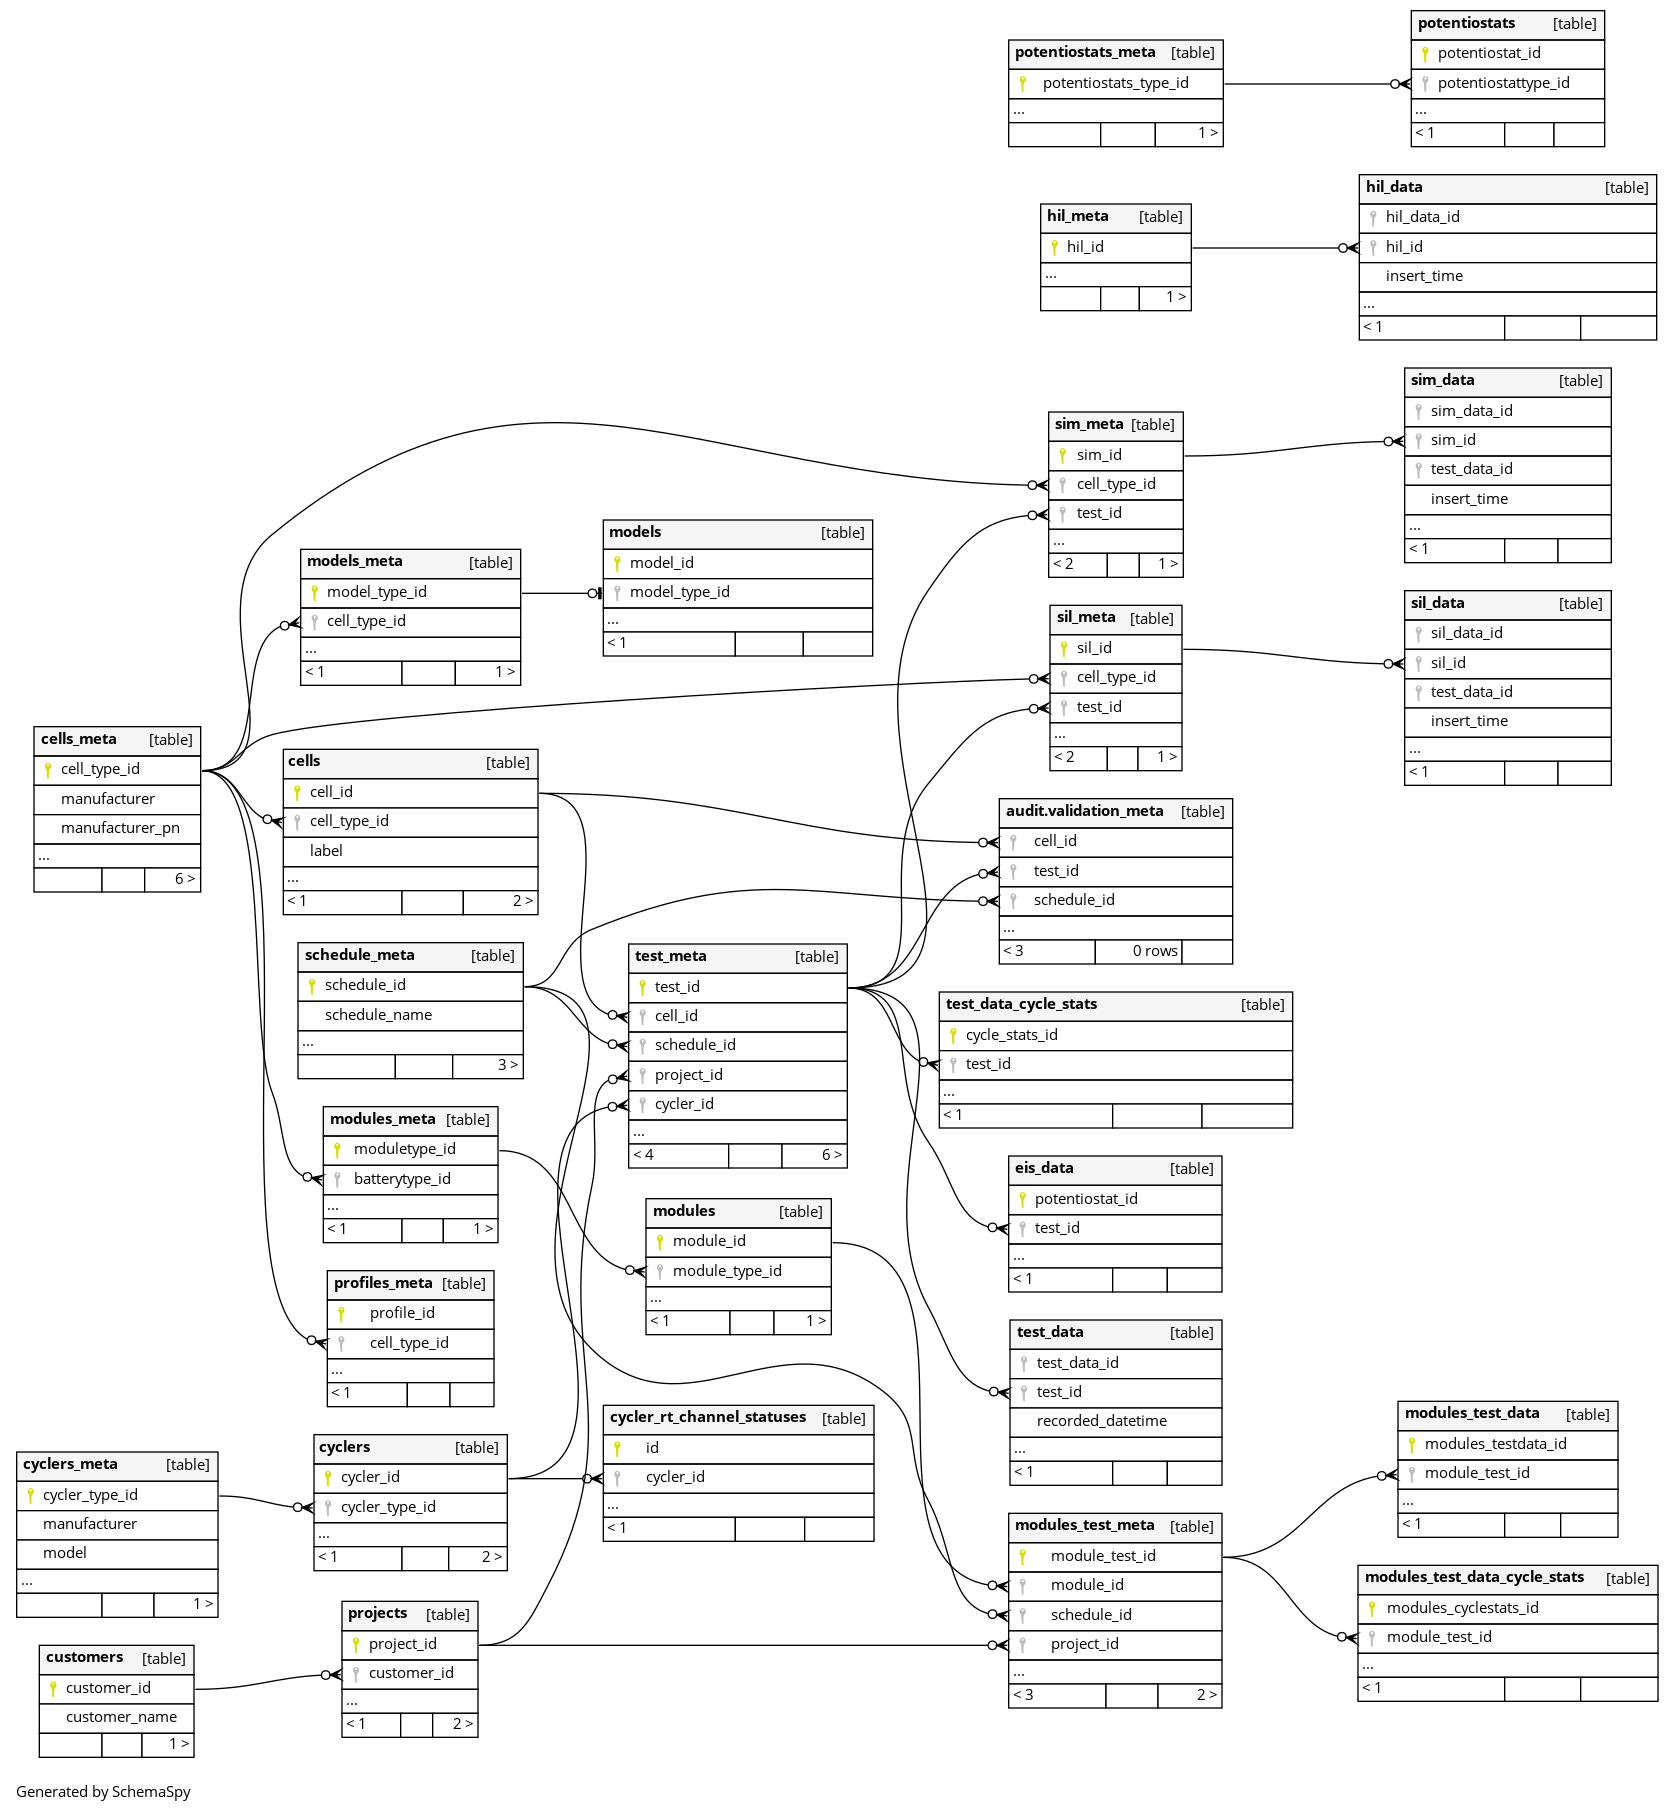 potentiostats [table]
potentiostat_id
potentiostattype_id
...
< 1
potentiostats_meta [table]
potentiostats_type_id
...
1 >
hil_data [table]
hil_data_id
hil_id
insert_time
...
< 1
hil_meta [table]
hil_id
...
1 >
sim_data [table]
sim_data_id
sim_id
test_data_id
insert_time
...
< 1
sim_meta [table]
sim_id
cell_type_id
test_id
...
< 2 1 >
models [table]
model_id
model_type_id
...
< 1
models_meta [table]
model_type_id
cell_type_id
...
< 1 1 >
sil_data [table]
sil_data_id
sil_id
test_data_id
insert_time
...
< 1
sil_meta [table]
sil_id
cell_type_id
test_id
...
< 2 1 >
cells_meta [table]
cell_type_id
manufacturer
manufacturer_pn
...
6 >
cells [table]
cell_id
cell_type_id
label
...
< 1 2 >
audit.validation_meta [table]
cell_id
test_id
schedule_id
...
< 3 0 rows
schedule_meta [table]
schedule_id
schedule_name
...
3 >
test_meta [table]
test_id
cell_id
schedule_id
project_id
cycler_id
...
< 4 6 >
test_data_cycle_stats [table]
cycle_stats_id
test_id
...
< 1
modules_meta [table]
moduletype_id
batterytype_id
...
< 1 1 >
eis_data [table]
potentiostat_id
test_id
...
< 1
modules [table]
module_id
module_type_id
...
< 1 1 >
profiles_meta [table]
profile_id
cell_type_id
...
< 1
test_data [table]
test_data_id
test_id
recorded_datetime
...
< 1
cycler_rt_channel_statuses [table]
id
cycler_id
...
< 1
modules_test_data [table]
modules_testdata_id
module_test_id
...
< 1
cyclers [table]
cycler_id
cycler_type_id
...
< 1 2 >
cyclers_meta [table]
cycler_type_id
manufacturer
model
...
1 >
modules_test_meta [table]
module_test_id
module_id
schedule_id
project_id
...
< 3 2 >
modules_test_data_cycle_stats [table]
modules_cyclestats_id
module_test_id
...
< 1
projects [table]
project_id
customer_id
...
< 1 2 >
customers [table]
customer_id
customer_name
1 >
Generated by SchemaSpy